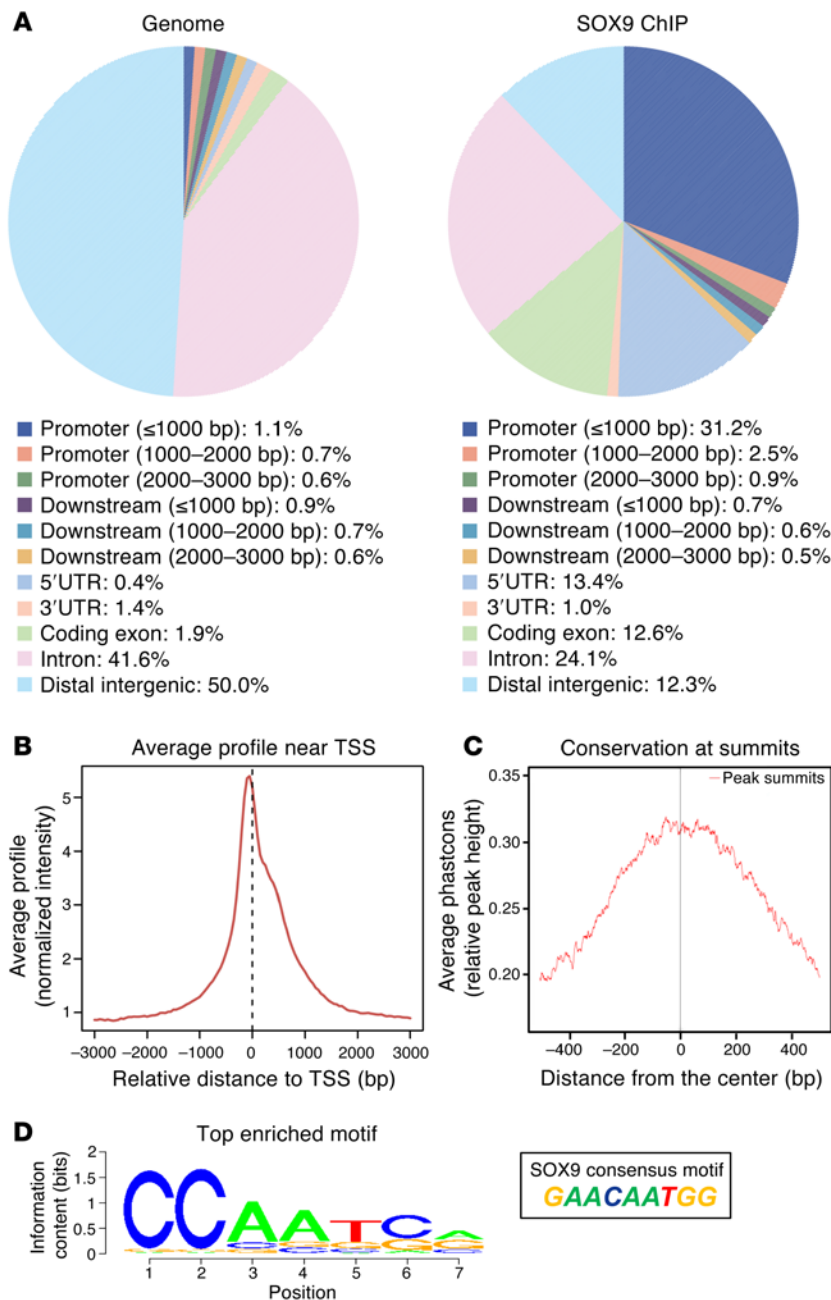 A
Genome
SOX9 ChIP
Promoter (≤1000 bp): 1.1%
Promoter (1000–2000 bp): 0.7%
Promoter (2000–3000 bp): 0.6%
Downstream (≤1000 bp): 0.9%
Downstream (1000–2000 bp): 0.7%
Downstream (2000–3000 bp): 0.6%
5′UTR: 0.4%
3′UTR: 1.4%
Coding exon: 1.9%
Intron: 41.6%
Distal intergenic: 50.0%
Promoter (≤1000 bp): 31.2%
Promoter (1000–2000 bp): 2.5%
Promoter (2000–3000 bp): 0.9%
Downstream (≤1000 bp): 0.7%
Downstream (1000–2000 bp): 0.6%
Downstream (2000–3000 bp): 0.5%
5′UTR: 13.4%
3′UTR: 1.0%
Coding exon: 12.6%
Intron: 24.1%
Distal intergenic: 12.3%
B
Average profile near TSS
Average profile
(normalized intensity)
5
4
3
2
1
−3000 −2000 −1000 0 1000 2000 3000
Relative distance to TSS (bp)
C
Conservation at summits
Peak summits
Average phastcons
(relative peak height)
0.35
0.30
0.25
0.20
−400 −200 0 200 400
Distance from the center (bp)
D
Top enriched motif
Information
content (bits)
2
1.5
1
0.5
0
CCAATCA
1 2 3 4 5 6 7
Position
SOX9 consensus motif
GAACAATGG